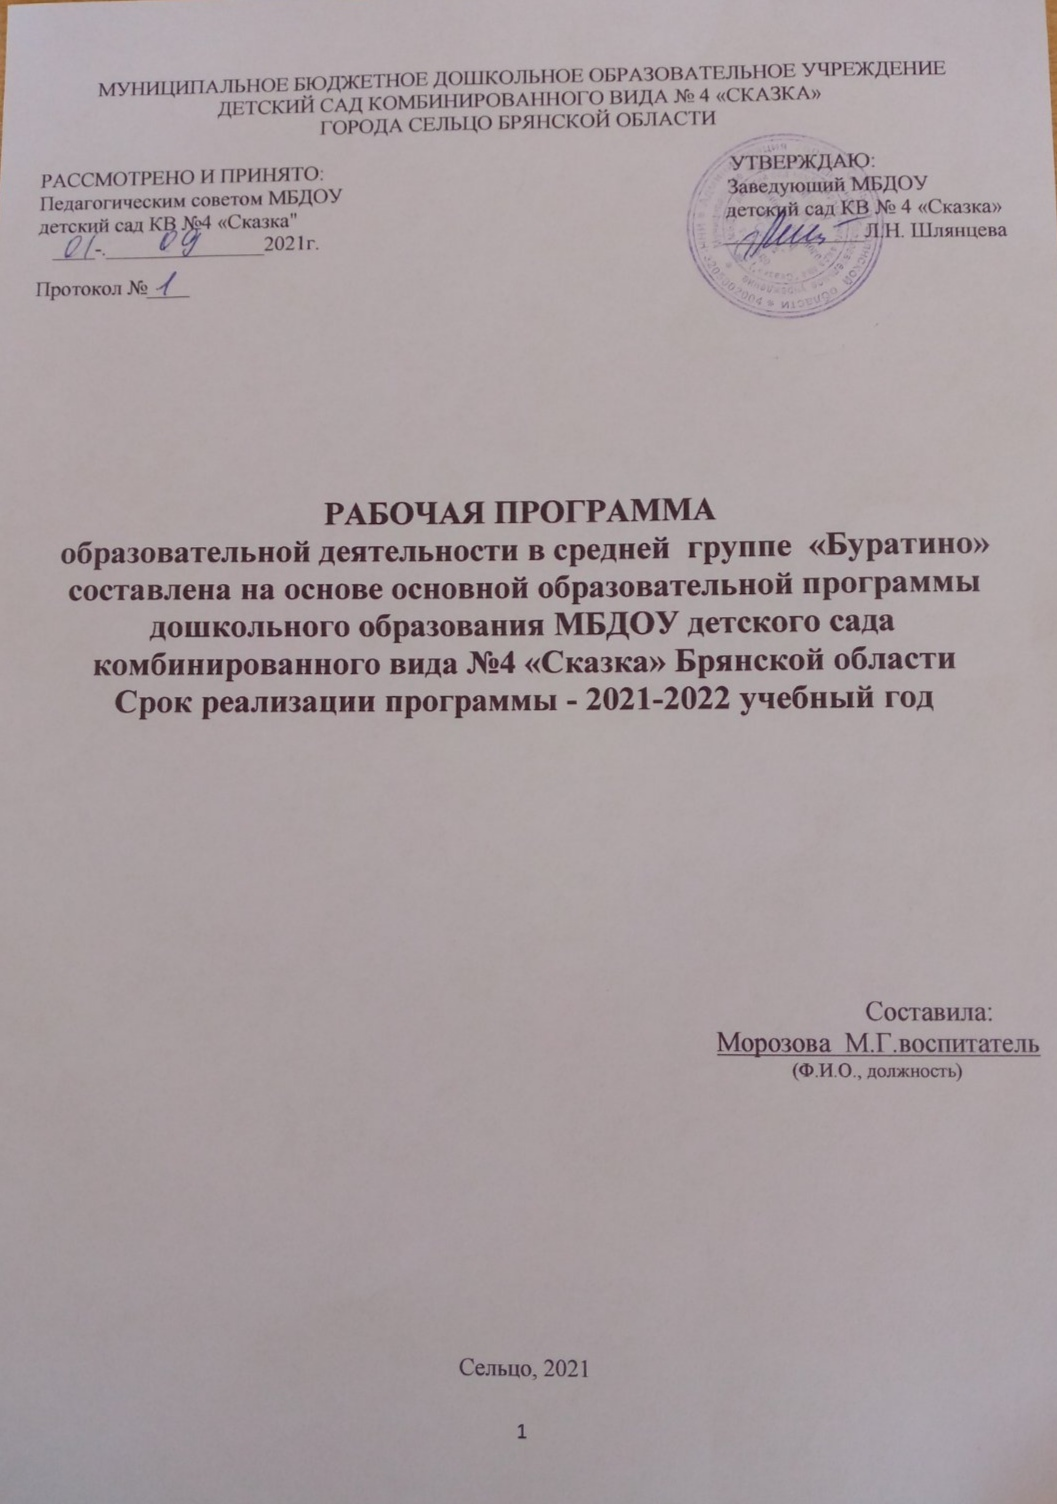 МУНИЦИПАЛЬНОЕ БЮДЖЕТНОЕ ДОШКОЛЬНОЕ ОБРАЗОВАТЕЛЬНОЕ УЧРЕЖДЕНИЕ
ДЕТСКИЙ САД КОМБИНИРОВАННОГО ВИДА № 4 «СКАЗКА»
ГОРОДА СЕЛЬЦО БРЯНСКОЙ ОБЛАСТИ
РАССМОТРЕНО И ПРИНЯТО:
Педагогическим советом МБДОУ
детский сад КВ №4 «Сказка"
01-. 09 2021г.
Протокол № 1
УТВЕРЖДАЮ:
Заведующий МБДОУ
детский сад КВ № 4 «Сказка»
Л.Н. Шлянцева
РАБОЧАЯ ПРОГРАММА
образовательной деятельности в средней группе «Буратино»
составлена на основе основной образовательной программы
дошкольного образования МБДОУ детского сада
комбинированного вида №4 «Сказка» Брянской области
Срок реализации программы - 2021-2022 учебный год
Составила:
Морозова М.Г.воспитатель
(Ф.И.О., должность)
Сельцо, 2021
1